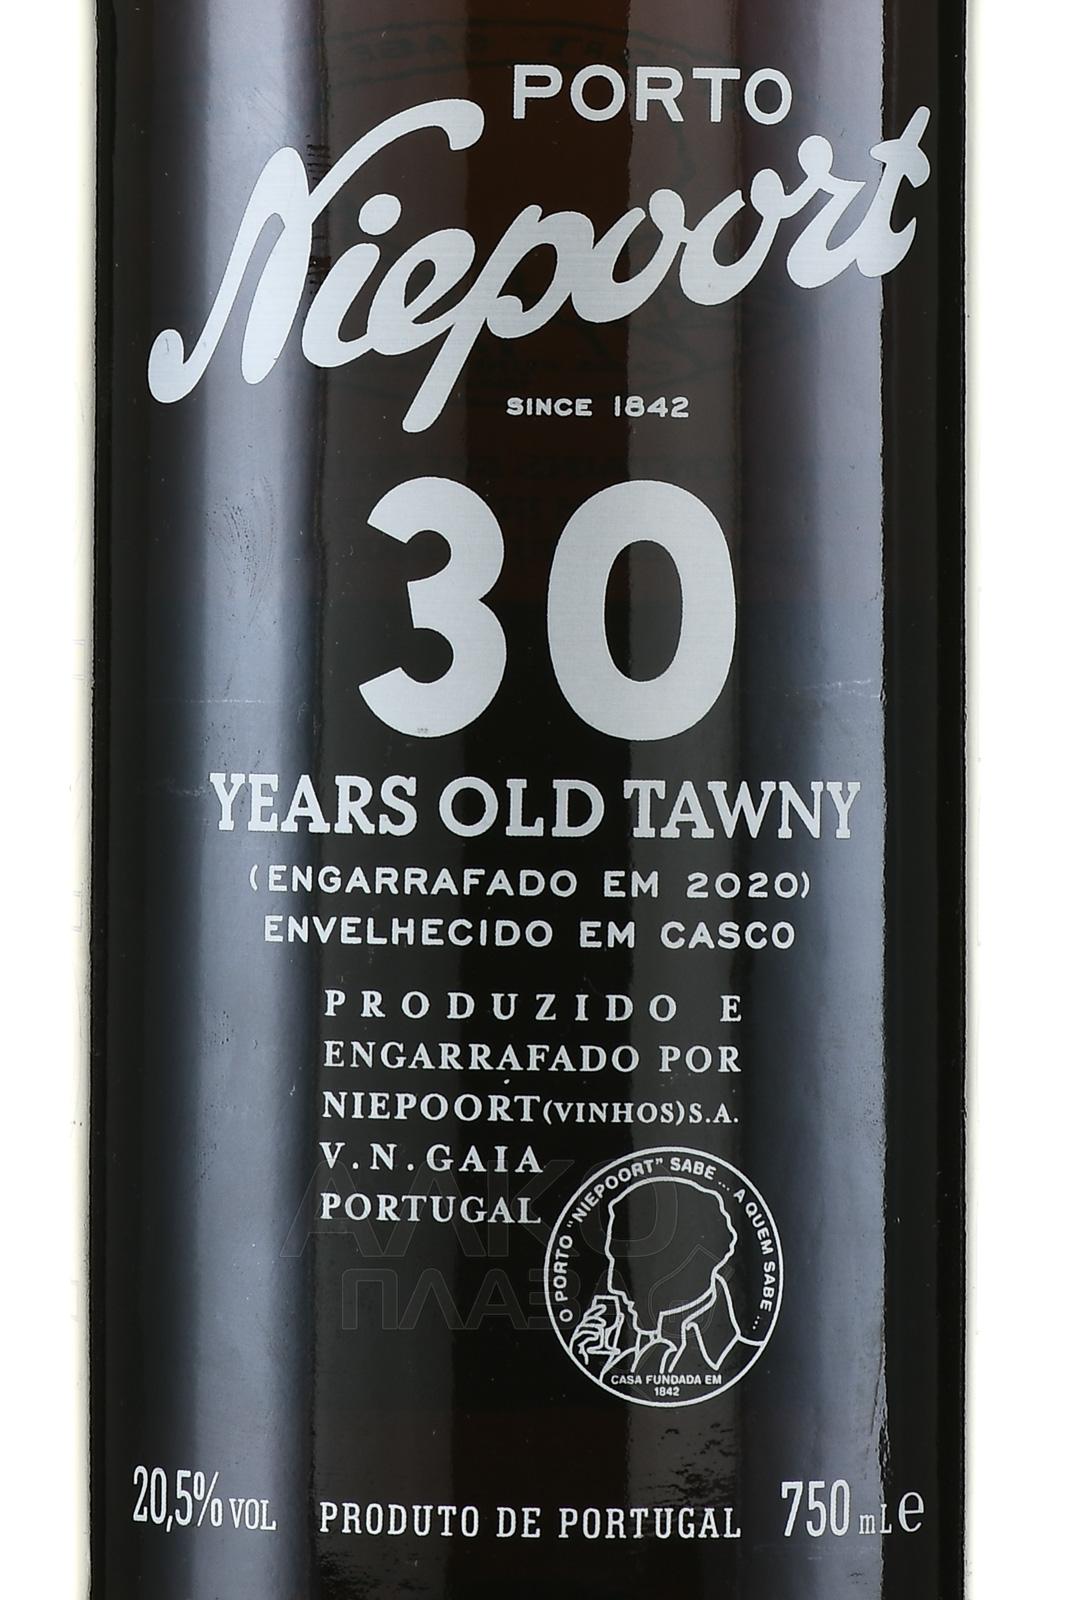 PORTO
Niepoort
SINCE 1842
30
YEARS OLD TAWNY
(ENGARRAFADO EM 2020)
ENVELHECIDO EM CASCO
PRODUZIDO E
ENGARRAFADO POR
NIEPOORT (VINHOS) S.A.
V.N.GAIA
PORTUGAL
O PORTO "NIEPOORT" SABE ... A QUEM SABE ...
CASA FUNDADA EM
1842
АЛКО
ПЛАЗА
20,5% VOL PRODUTO DE PORTUGAL 750 mL e